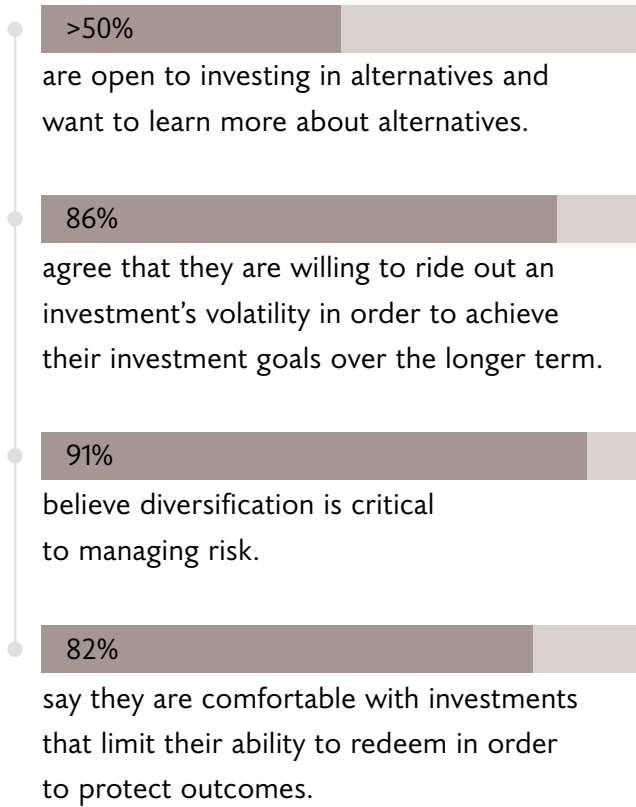 >50%
are open to investing in alternatives and
want to learn more about alternatives.
86%
agree that they are willing to ride out an
investment’s volatility in order to achieve
their investment goals over the longer term.
91%
believe diversification is critical
to managing risk.
82%
say they are comfortable with investments
that limit their ability to redeem in order
to protect outcomes.